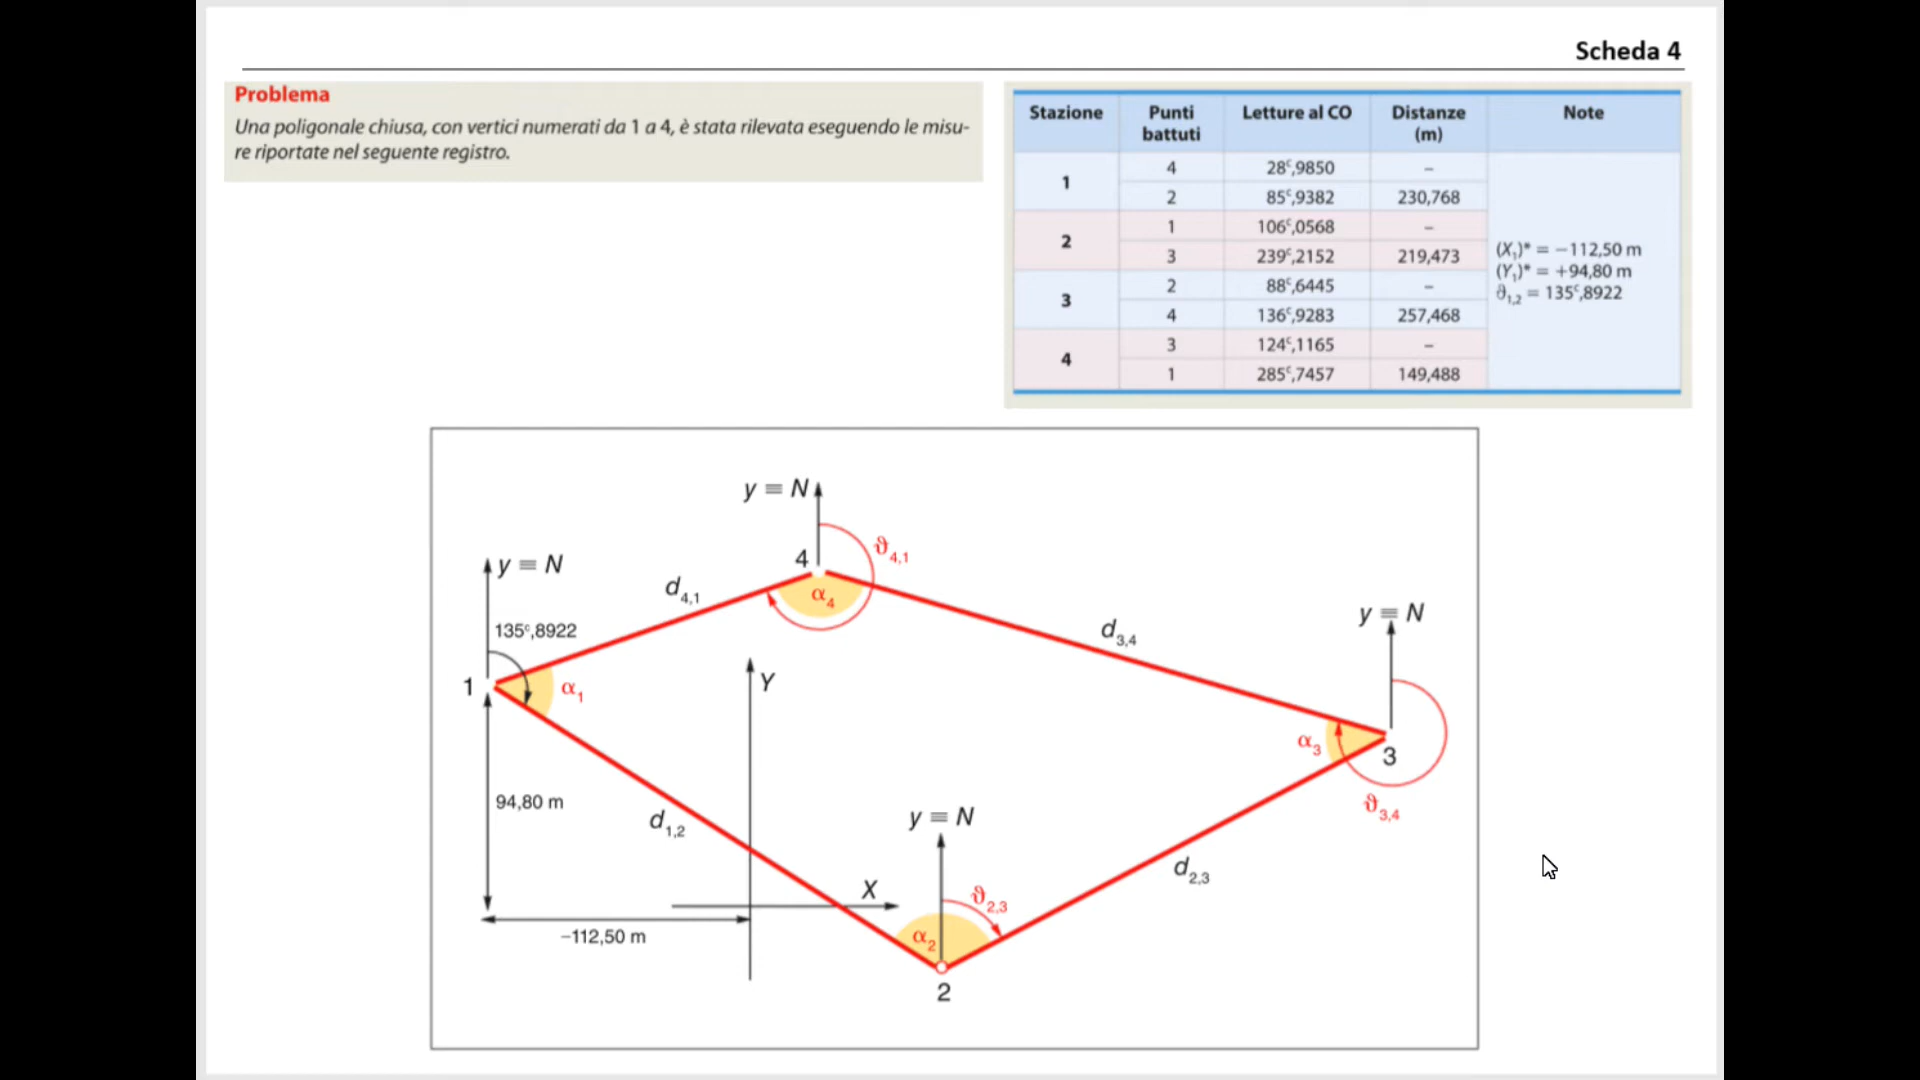 Scheda 4
Problema
Una poligonale chiusa, con vertici numerati da 1 a 4, è stata rilevata eseguendo le misu-
re riportate nel seguente registro.
Stazione Punti battuti Letture al CO Distanze (m) Note
1 4 28ᶜ,9850 –
2 85ᶜ,9382 230,768
2 1 106ᶜ,0568 –
3 239ᶜ,2152 219,473
3 2 88ᶜ,6445 –
4 136ᶜ,9283 257,468
4 3 124ᶜ,1165 –
1 285ᶜ,7457 149,488
(X₁)* = −112,50 m
(Y₁)* = +94,80 m
ϑ₁,₂ = 135ᶜ,8922
y ≡ N
4
ϑ4,1
y ≡ N
d4,1
α4
y ≡ N
135ᶜ,8922
d3,4
1
α1
Y
α3
3
94,80 m
d1,2
y ≡ N
ϑ3,4
X
ϑ2,3
d2,3
−112,50 m
α2
2